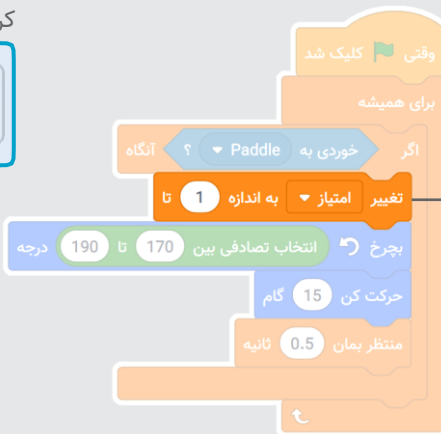 وقتی کلیک شد
برای همیشه
اگر خوردی به Paddle ؟ آنگاه
تغییر امتیاز به اندازه 1 تا
بچرخ انتخاب تصادفی بین 170 تا 190 درجه
حرکت کن 15 گام
منتظر بمان 0.5 ثانیه